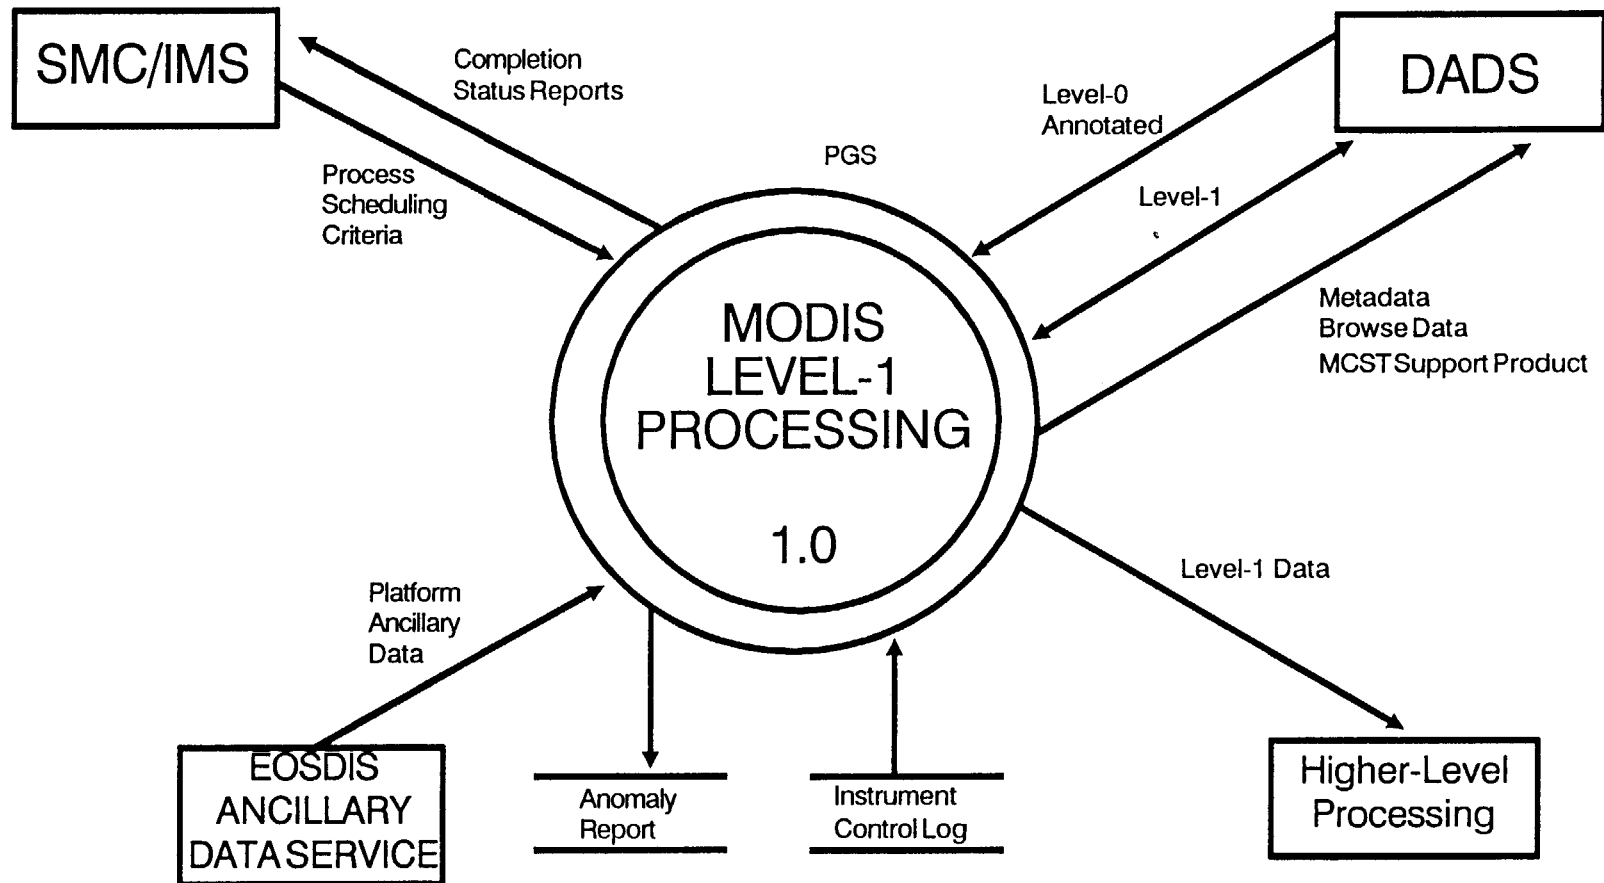 SMC/IMS
Completion
Status Reports
Process
Scheduling
Criteria
PGS
Level-0
Annotated
DADS
Level-1
Metadata
Browse Data
MCST Support Product
MODIS
LEVEL-1
PROCESSING
1.0
Platform
Ancillary
Data
Level-1 Data
EOSDIS
ANCILLARY
DATA SERVICE
Anomaly
Report
Instrument
Control Log
Higher-Level
Processing